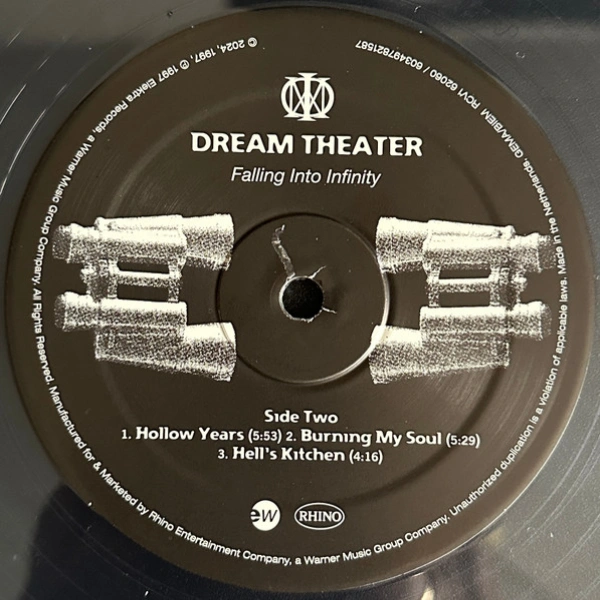 DREAM THEATER
Falling Into Infinity
Side Two
1. Hollow Years (5:53) 2. Burning My Soul (5:29)
3. Hell's Kitchen (4:16)
ew
RHINO
℗ 2024, 1997, © 1997 Elektra Records, a Warner Music Group Company. All Rights Reserved. Manufactured for & Marketed by Rhino Entertainment Company, a Warner Music Group Company. Unauthorized duplication is a violation of applicable laws. Made in the Netherlands. GEMA/BIEM RCV1 62060 / 603497821587